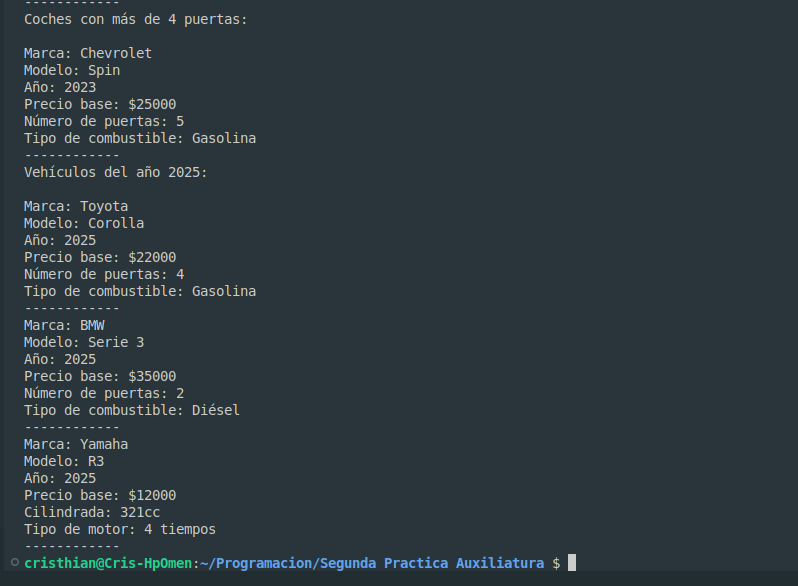 ------------
Coches con más de 4 puertas:
Marca: Chevrolet
Modelo: Spin
Año: 2023
Precio base: $25000
Número de puertas: 5
Tipo de combustible: Gasolina
------------
Vehículos del año 2025:
Marca: Toyota
Modelo: Corolla
Año: 2025
Precio base: $22000
Número de puertas: 4
Tipo de combustible: Gasolina
------------
Marca: BMW
Modelo: Serie 3
Año: 2025
Precio base: $35000
Número de puertas: 2
Tipo de combustible: Diésel
------------
Marca: Yamaha
Modelo: R3
Año: 2025
Precio base: $12000
Cilindrada: 321cc
Tipo de motor: 4 tiempos
------------
cristhian@Cris-HpOmen:~/Programacion/Segunda Practica Auxiliatura $